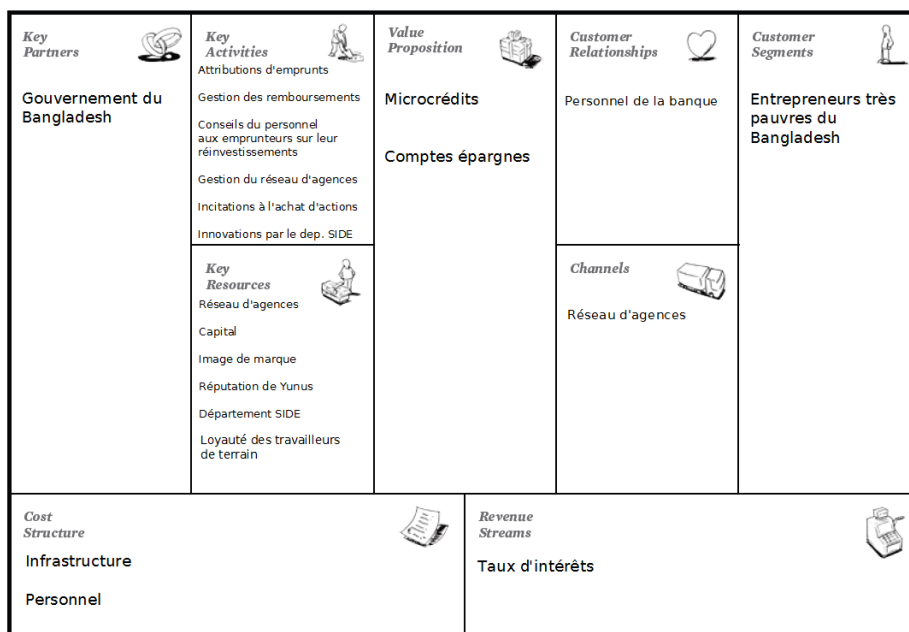 Key
Partners
Gouvernement du
Bangladesh
Key
Activities
Attributions d'emprunts
Gestion des remboursements
Conseils du personnel
aux emprunteurs sur leur
réinvestissements
Gestion du réseau d'agences
Incitations à l'achat d'actions
Innovations par le dep. SIDE
Key
Resources
Réseau d'agences
Capital
Image de marque
Réputation de Yunus
Département SIDE
Loyauté des travailleurs
de terrain
Value
Proposition
Microcrédits
Comptes épargnes
Customer
Relationships
Personnel de la banque
Channels
Réseau d'agences
Customer
Segments
Entrepreneurs très
pauvres du
Bangladesh
Cost
Structure
Infrastructure
Personnel
Revenue
Streams
Taux d'intérêts